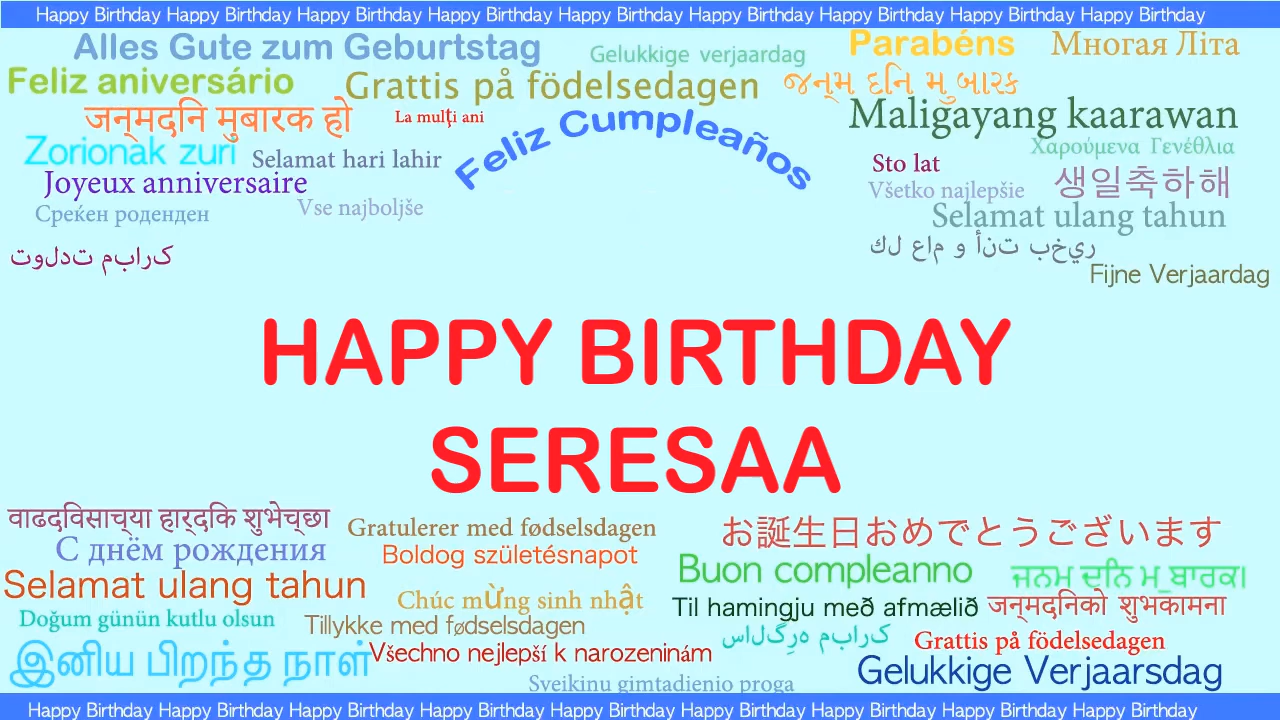 Happy Birthday Happy Birthday Happy Birthday Happy Birthday Happy Birthday Happy Birthday Happy Birthday Happy Birthday Happy Birthday
Alles Gute zum Geburtstag
Gelukkige verjaardag
Parabéns
Многая Літа
Feliz aniversário
Grattis på födelsedagen
જન્મ દિન મુબારક
जन्मदिन मुबारक हो
La mulţi ani
Feliz Cumpleaños
Maligayang kaarawan
Zorionak zuri
Selamat hari lahir
Χαρούμενα Γενέθλια
Sto lat
Joyeux anniversaire
Všetko najlepšie
생일축하해
Среќен роденден
Vse najboljše
Selamat ulang tahun
تولدت مبارک
كل عام و أنت بخير
Fijne Verjaardag
HAPPY BIRTHDAY
SERESAA
वाढदिवसाच्या हार्दिक शुभेच्छा
Gratulerer med fødselsdagen
お誕生日おめでとうございます
С днём рождения
Boldog születésnapot
Buon compleanno
ਜਨਮ ਦਿਨ ਮੁਬਾਰਕ।
Selamat ulang tahun
Chúc mừng sinh nhật
Til hamingju með afmælið
जन्मदिनको शुभकामना
Doğum günün kutlu olsun
Tillykke med fødselsdagen
سالگرہ مبارک
Grattis på födelsedagen
இனிய பிறந்த நாள்
Všechno nejlepší k narozeninám
Gelukkige Verjaarsdag
Sveikinu gimtadienio proga
Happy Birthday Happy Birthday Happy Birthday Happy Birthday Happy Birthday Happy Birthday Happy Birthday Happy Birthday Happy Birthday